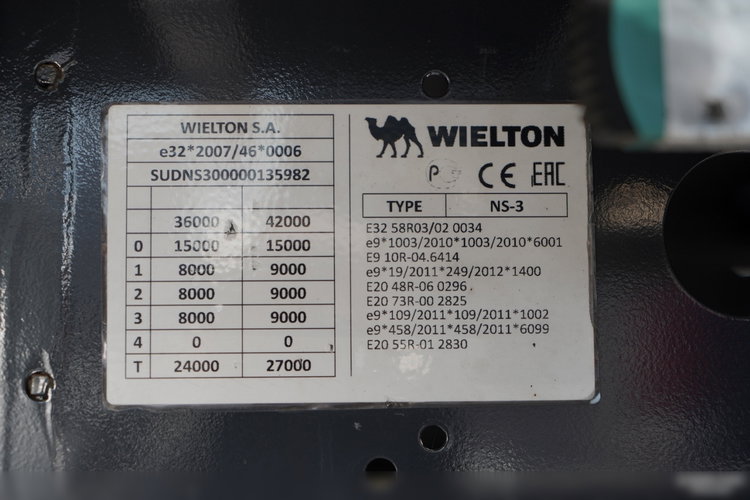 WIELTON S.A.
e32*2007/46*0006
SUDNS300000135982
36000 42000
0 15000 15000
1 8000 9000
2 8000 9000
3 8000 9000
4 0 0
T 24000 27000
WIELTON
CE EAC
TYPE NS-3
E32 58R03/02 0034
e9*1003/2010*1003/2010*6001
E9 10R-04.6414
e9*19/2011*249/2012*1400
E20 48R-06 0296
E20 73R-00 2825
e9*109/2011*109/2011*1002
e9*458/2011*458/2011*6099
E20 55R-01 2830